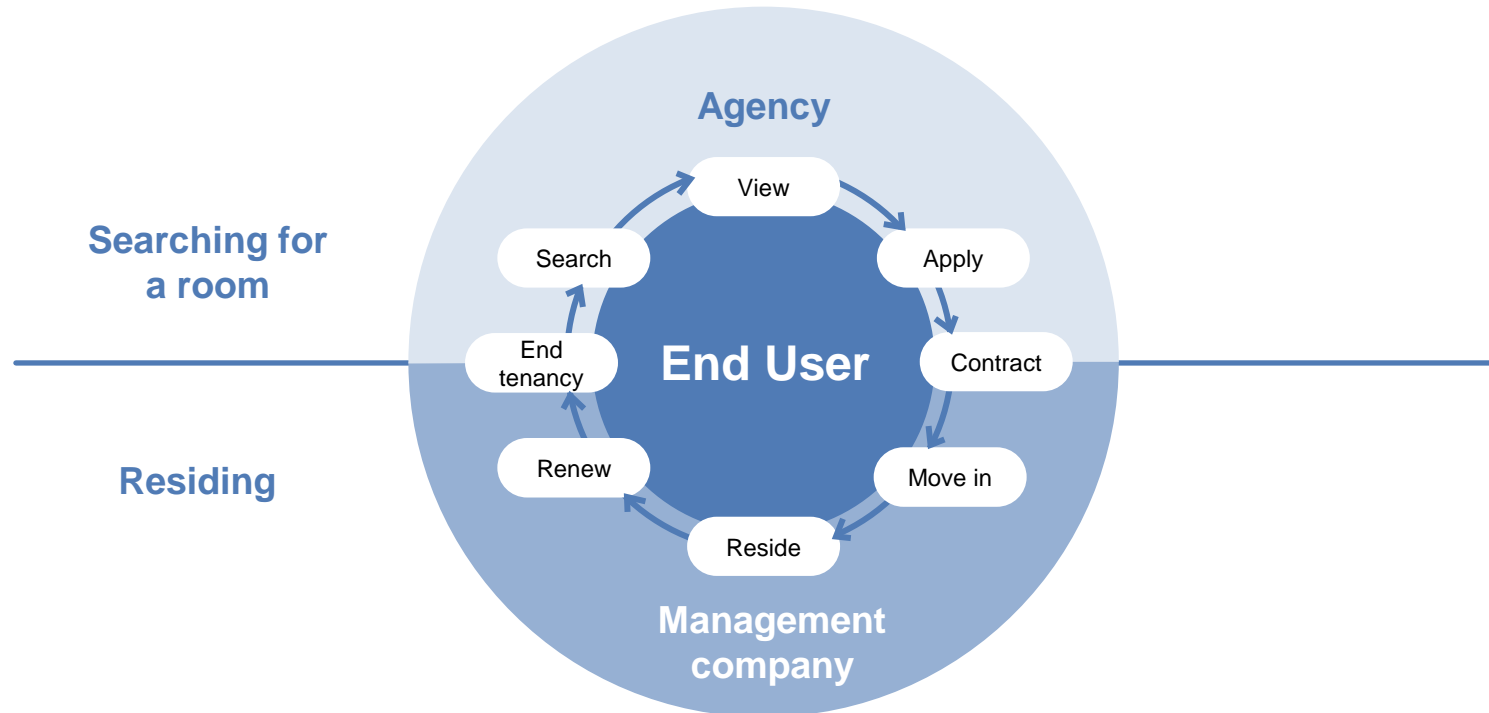 Agency
View
Searching for
a room
Search
Apply
End
tenancy
End User
Contract
Residing
Renew
Move in
Reside
Management
company